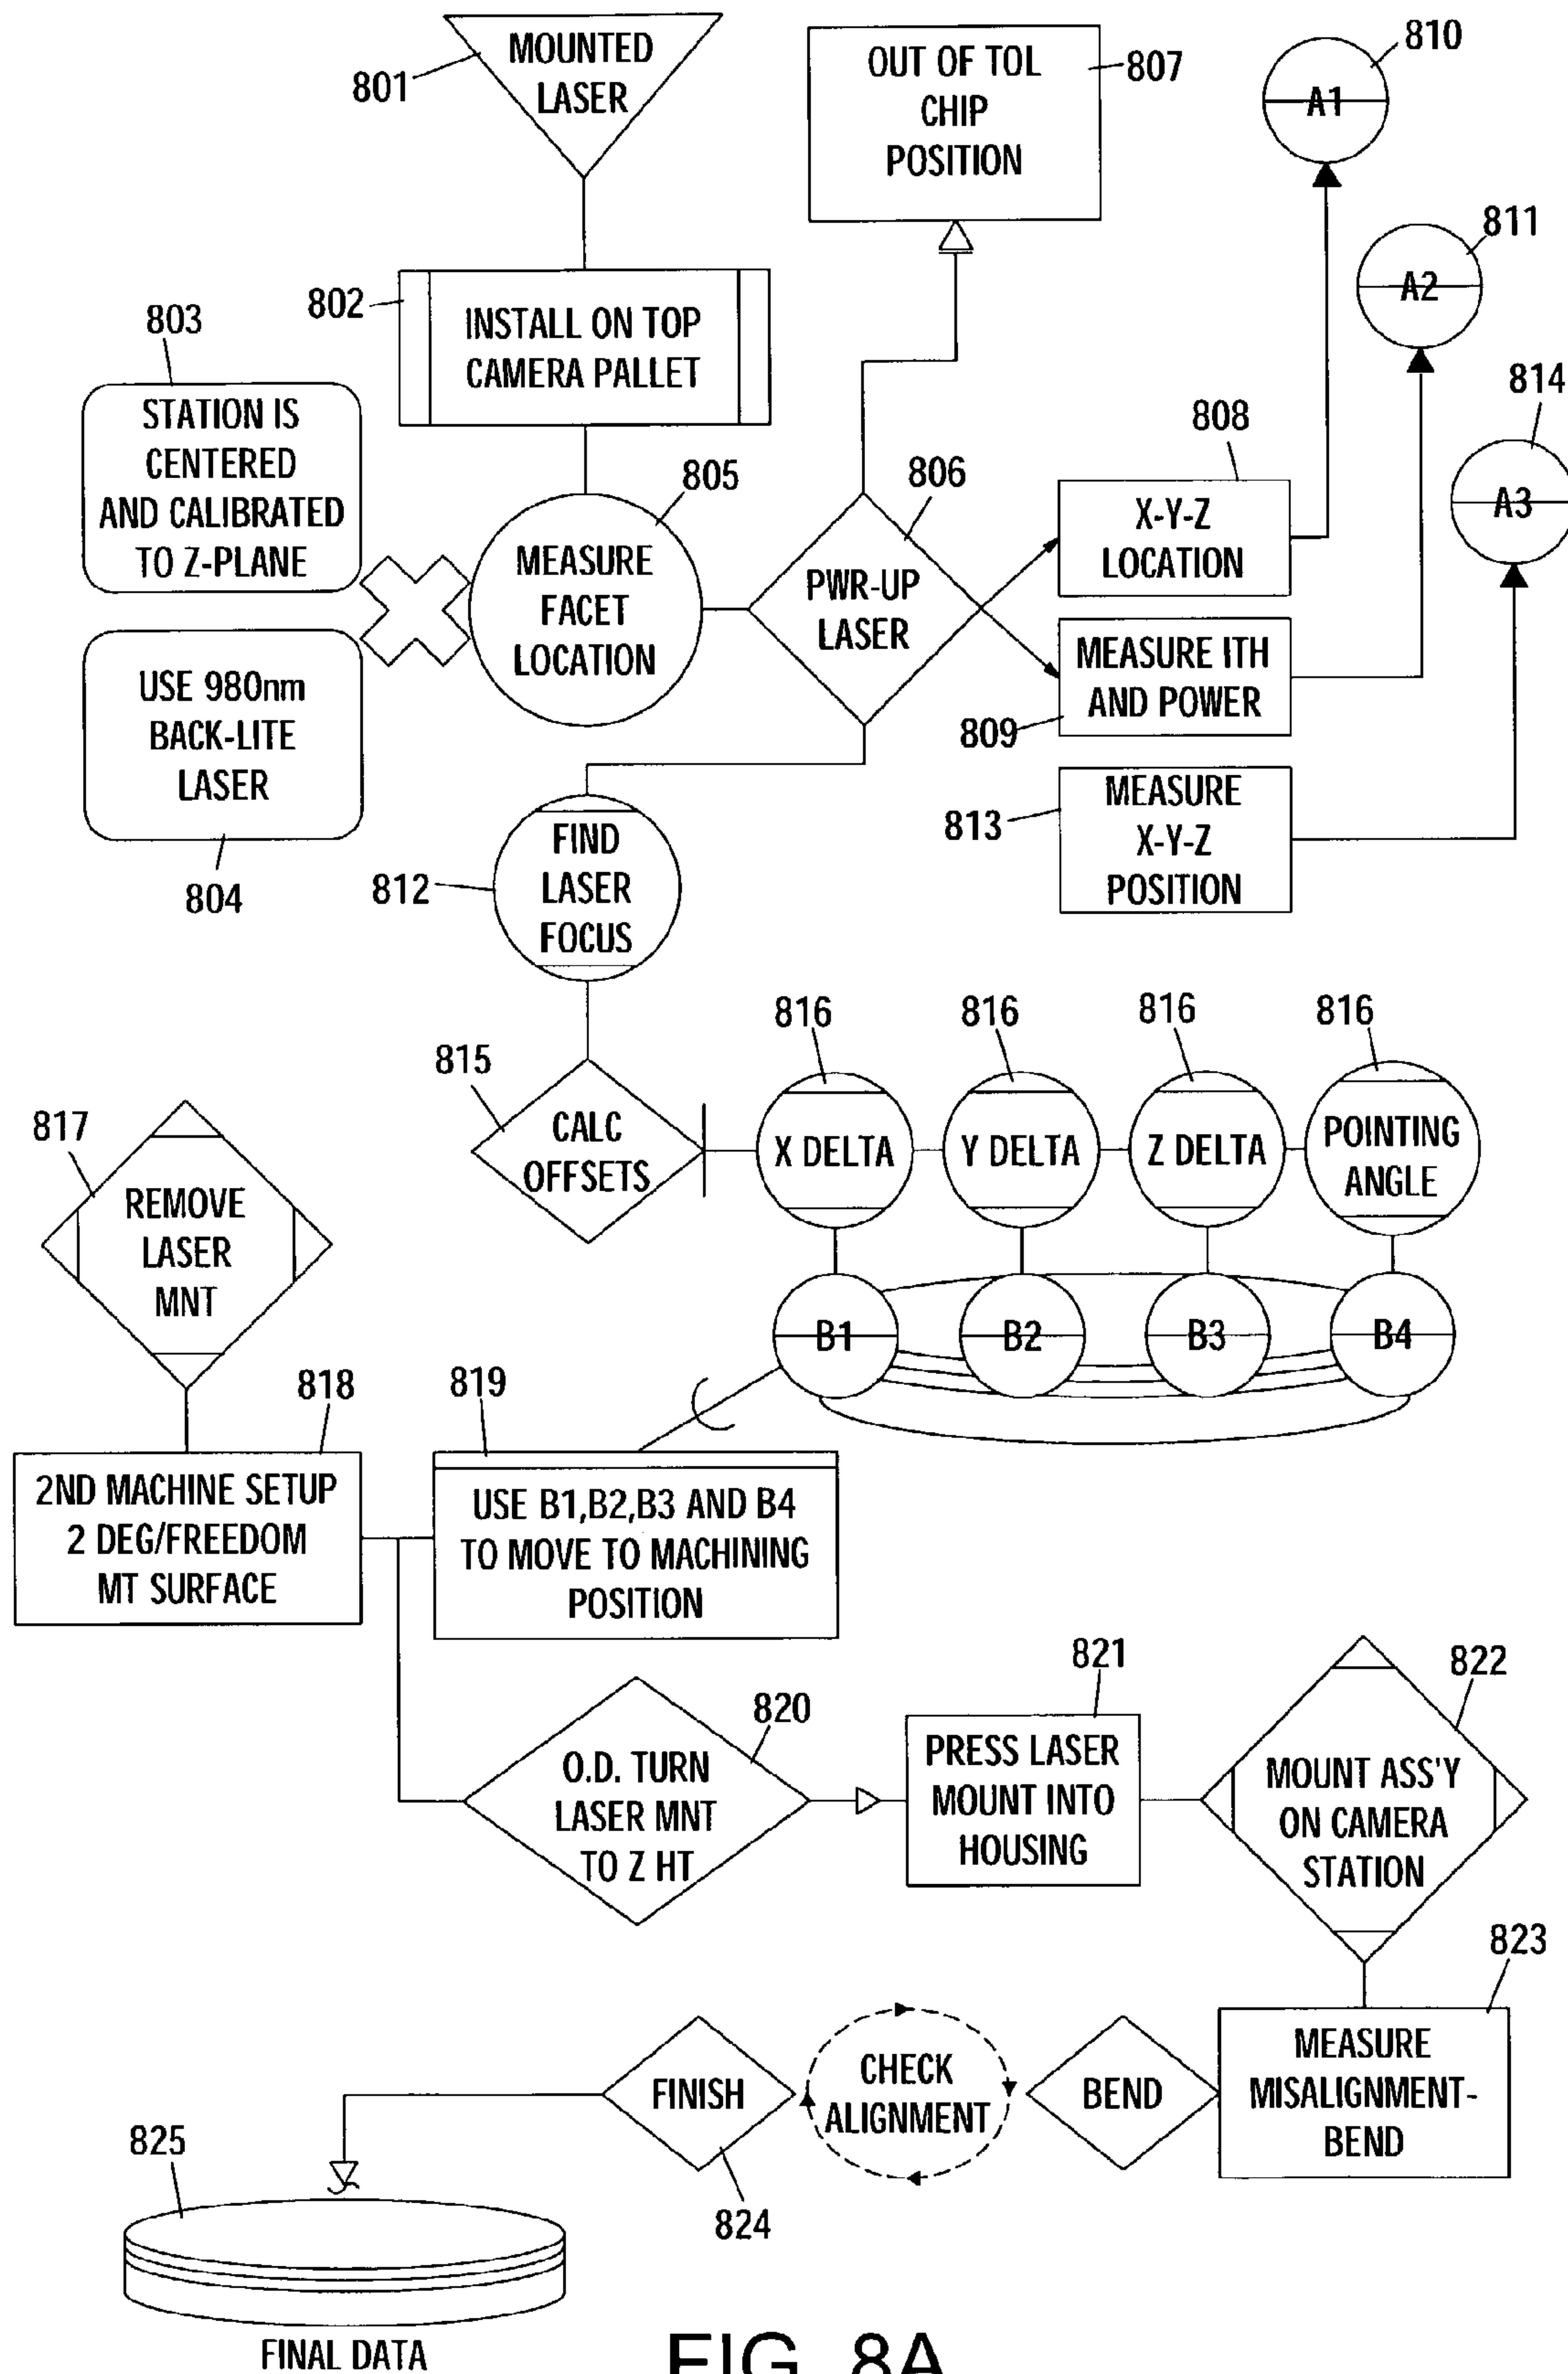 801
MOUNTED
LASER
OUT OF TOL
CHIP
POSITION
807
810
A1
811
A2
814
A3
802
INSTALL ON TOP
CAMERA PALLET
803
STATION IS
CENTERED
AND CALIBRATED
TO Z-PLANE
USE 980nm
BACK-LITE
LASER
804
805
MEASURE
FACET
LOCATION
806
PWR-UP
LASER
808
X-Y-Z
LOCATION
MEASURE ITH
AND POWER
809
MEASURE
X-Y-Z
POSITION
813
812
FIND
LASER
FOCUS
815
CALC
OFFSETS
816
816
816
816
X DELTA
Y DELTA
Z DELTA
POINTING
ANGLE
B1
B2
B3
B4
817
REMOVE
LASER
MNT
818
2ND MACHINE SETUP
2 DEG/FREEDOM
MT SURFACE
819
USE B1,B2,B3 AND B4
TO MOVE TO MACHINING
POSITION
820
O.D. TURN
LASER MNT
TO Z HT
821
PRESS LASER
MOUNT INTO
HOUSING
822
MOUNT ASS'Y
ON CAMERA
STATION
823
MEASURE
MISALIGNMENT-
BEND
BEND
CHECK
ALIGNMENT
FINISH
824
825
FINAL DATA
FIG. 8A